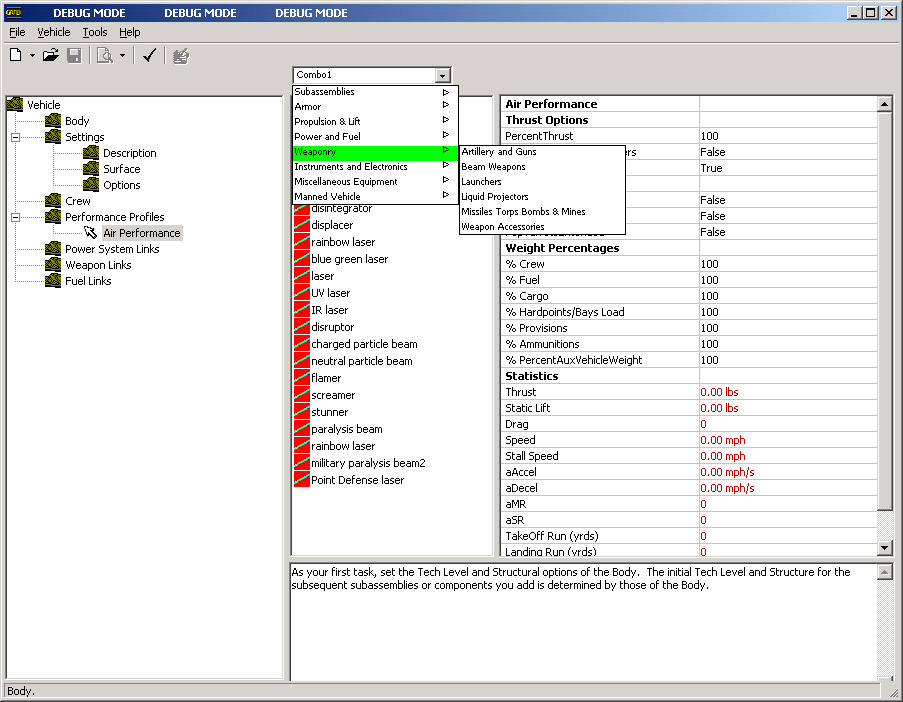 GVD DEBUG MODE DEBUG MODE DEBUG MODE
File Vehicle Tools Help
Combo1
Subassemblies
Armor
Propulsion & Lift
Power and Fuel
Weaponry
Instruments and Electronics
Miscellaneous Equipment
Manned Vehicle
Artillery and Guns
Beam Weapons
Launchers
Liquid Projectors
Missiles Torps Bombs & Mines
Weapon Accessories
Vehicle
Body
Settings
Description
Surface
Options
Crew
Performance Profiles
Air Performance
Power System Links
Weapon Links
Fuel Links
disintegrator
displacer
rainbow laser
blue green laser
laser
UV laser
IR laser
disruptor
charged particle beam
neutral particle beam
flamer
screamer
stunner
paralysis beam
rainbow laser
military paralysis beam2
Point Defense laser
Air Performance
Thrust Options
PercentThrust 100
False
True
False
False
False
Weight Percentages
% Crew 100
% Fuel 100
% Cargo 100
% Hardpoints/Bays Load 100
% Provisions 100
% Ammunitions 100
% PercentAuxVehicleWeight 100
Statistics
Thrust 0.00 lbs
Static Lift 0.00 lbs
Drag 0
Speed 0.00 mph
Stall Speed 0.00 mph
aAccel 0.00 mph/s
aDecel 0.00 mph/s
aMR 0
aSR 0
TakeOff Run (yrds) 0
Landing Run (yrds) 0
As your first task, set the Tech Level and Structural options of the Body. The initial Tech Level and Structure for the
subsequent subassemblies or components you add is determined by those of the Body.
Body.